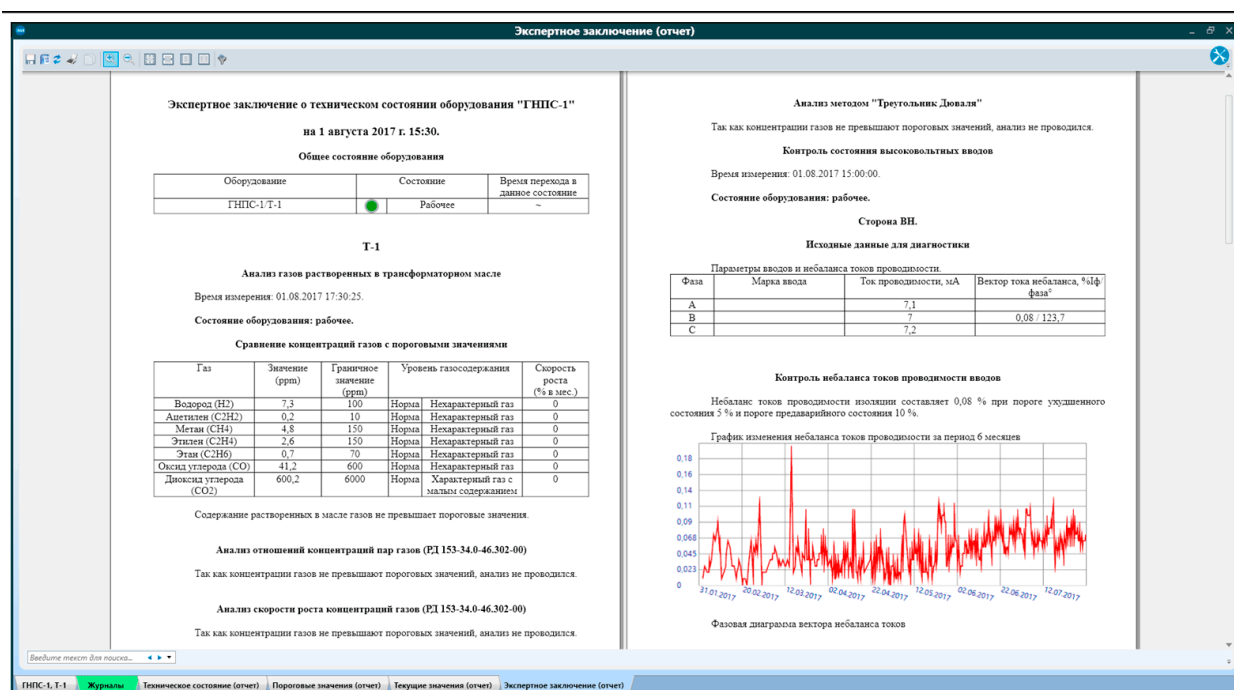 Экспертное заключение (отчет)
Экспертное заключение о техническом состоянии оборудования "ГНПС-1"
на 1 августа 2017 г. 15:30.
Общее состояние оборудования
Оборудование Состояние Время перехода в
данное состояние
ГНПС-1/Т-1 Рабочее ~
Т-1
Анализ газов растворенных в трансформаторном масле
Время измерения: 01.08.2017 17:30:25.
Состояние оборудования: рабочее.
Сравнение концентраций газов с пороговыми значениями
Газ Значение Граничное Уровень газосодержания Скорость
(ppm) значение роста
(ppm) (% в мес.)
Водород (H2) 7,3 100 Норма Нехарактерный газ 0
Ацетилен (C2H2) 0,2 10 Норма Нехарактерный газ 0
Метан (CH4) 4,8 150 Норма Нехарактерный газ 0
Этилен (C2H4) 2,6 150 Норма Нехарактерный газ 0
Этан (C2H6) 0,7 70 Норма Нехарактерный газ 0
Оксид углерода (CO) 41,2 600 Норма Нехарактерный газ 0
Диоксид углерода 600,2 6000 Норма Характерный газ с 0
(CO2) малым содержанием
Содержание растворенных в масле газов не превышает пороговые значения.
Анализ отношений концентраций пар газов (РД 153-34.0-46.302-00)
Так как концентрации газов не превышают пороговых значений, анализ не проводился.
Анализ скорости роста концентраций газов (РД 153-34.0-46.302-00)
Так как концентрации газов не превышают пороговых значений, анализ не проводился.
Анализ методом "Треугольник Дюваля"
Так как концентрации газов не превышают пороговых значений, анализ не проводился.
Контроль состояния высоковольтных вводов
Время измерения: 01.08.2017 15:00:00.
Состояние оборудования: рабочее.
Сторона ВН.
Исходные данные для диагностики
Параметры вводов и небаланса токов проводимости.
Фаза Марка ввода Ток проводимости, мА Вектор тока небаланса, %Iф/
фаза°
A 7,1
B 7 0,08 / 123,7
C 7,2
Контроль небаланса токов проводимости вводов
Небаланс токов проводимости изоляции составляет 0,08 % при пороге ухудшенного
состояния 5 % и пороге предаварийного состояния 10 %.
График изменения небаланса токов проводимости за период 6 месяцев
0,18
0,16
0,14
0,11
0,09
0,068
0,045
0,023
0
31.01.2017 20.02.2017 12.03.2017 02.04.2017 22.04.2017 12.05.2017 02.06.2017 22.06.2017 12.07.2017
Фазовая диаграмма вектора небаланса токов
Введите текст для поиска...
ГНПС-1, Т-1 Журналы Техническое состояние (отчет) Пороговые значения (отчет) Текущие значения (отчет) Экспертное заключение (отчет)